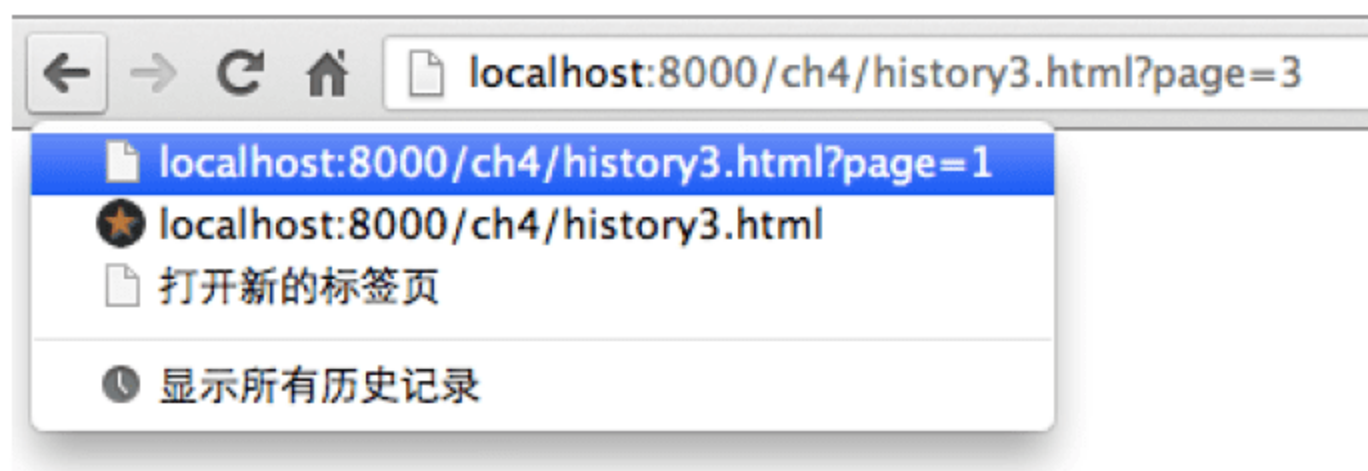 localhost:8000/ch4/history3.html?page=3
localhost:8000/ch4/history3.html?page=1
localhost:8000/ch4/history3.html
打开新的标签页
显示所有历史记录